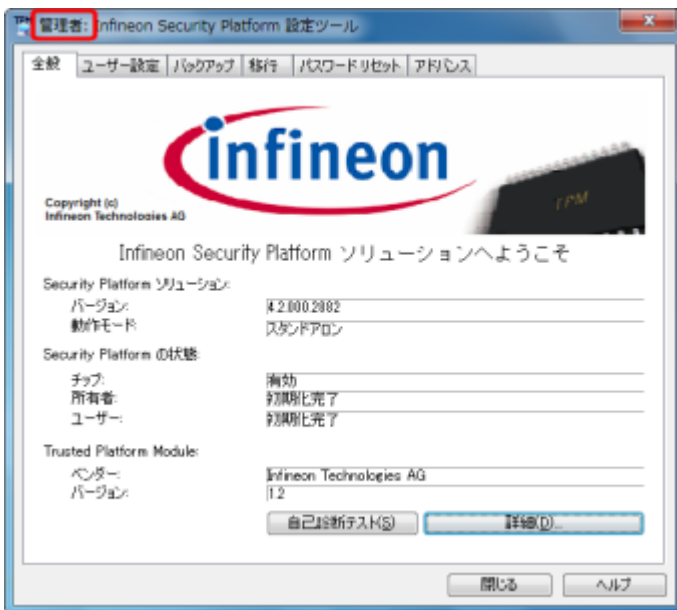 管理者: Infineon Security Platform 設定ツール
全般 ユーザー設定 バックアップ 移行 パスワード リセット アドバンス
infineon
TPM
Copyright (c)
Infineon Technologies AG
Infineon Security Platform ソリューションへようこそ
Security Platform ソリューション:
バージョン: 4.2.000.2882
動作モード: スタンドアロン
Security Platform の状態:
チップ: 有効
所有者: 初期化完了
ユーザー: 初期化完了
Trusted Platform Module:
ベンダー: Infineon Technologies AG
バージョン: 1.2
自己診断テスト(S) 詳細(D)...
閉じる ヘルプ